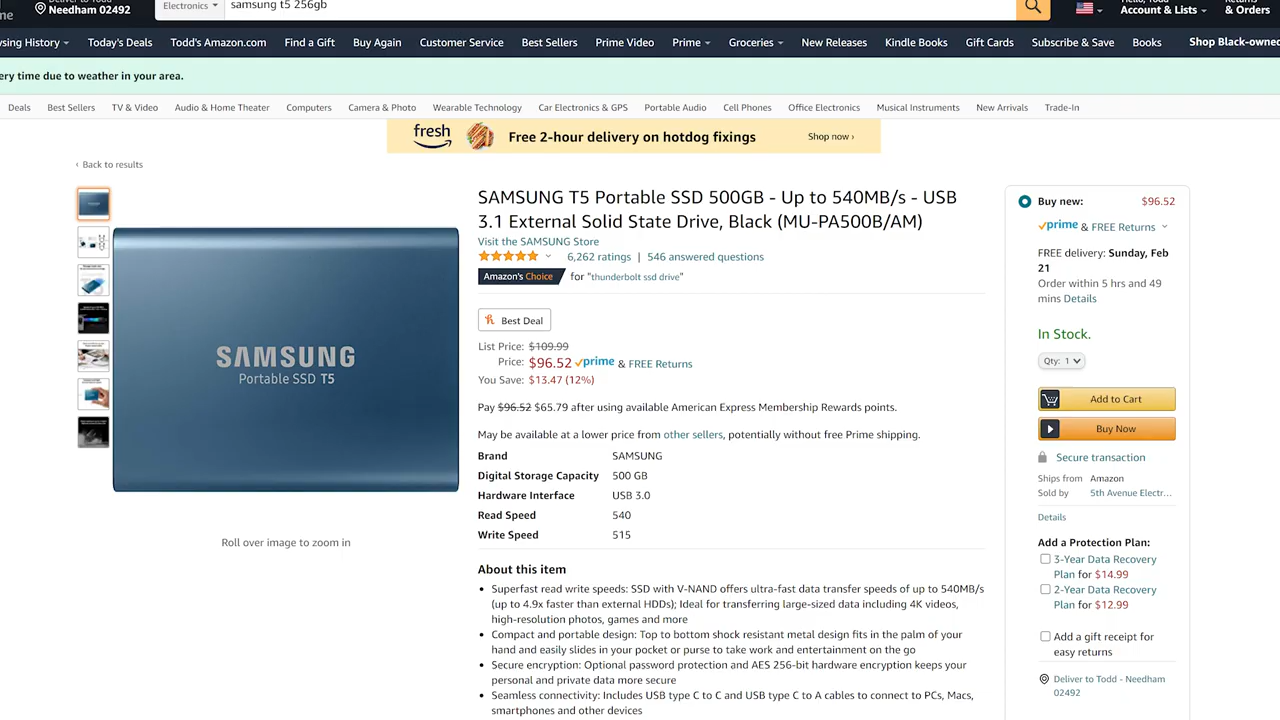 Needham 02492
Electronics
samsung t5 256gb
Account & Lists
& Orders
sing History
Today's Deals
Todd's Amazon.com
Find a Gift
Buy Again
Customer Service
Best Sellers
Prime Video
Prime
Groceries
New Releases
Kindle Books
Gift Cards
Subscribe & Save
Books
Shop Black-owned
ery time due to weather in your area.
Deals
Best Sellers
TV & Video
Audio & Home Theater
Computers
Camera & Photo
Wearable Technology
Car Electronics & GPS
Portable Audio
Cell Phones
Office Electronics
Musical Instruments
New Arrivals
Trade-In
fresh
Free 2-hour delivery on hotdog fixings
Shop now ›
‹ Back to results
SAMSUNG
Portable SSD T5
Roll over image to zoom in
SAMSUNG T5 Portable SSD 500GB - Up to 540MB/s - USB
3.1 External Solid State Drive, Black (MU-PA500B/AM)
Visit the SAMSUNG Store
6,262 ratings | 546 answered questions
Amazon's Choice for "thunderbolt ssd drive"
Best Deal
List Price: $109.99
Price: $96.52 prime & FREE Returns
You Save: $13.47 (12%)
Pay $96.52 $65.79 after using available American Express Membership Rewards points.
May be available at a lower price from other sellers, potentially without free Prime shipping.
Brand SAMSUNG
Digital Storage Capacity 500 GB
Hardware Interface USB 3.0
Read Speed 540
Write Speed 515
About this item
• Superfast read write speeds: SSD with V-NAND offers ultra-fast data transfer speeds of up to 540MB/s
(up to 4.9x faster than external HDDs); Ideal for transferring large-sized data including 4K videos,
high-resolution photos, games and more
• Compact and portable design: Top to bottom shock resistant metal design fits in the palm of your
hand and easily slides in your pocket or purse to take work and entertainment on the go
• Secure encryption: Optional password protection and AES 256-bit hardware encryption keeps your
personal and private data more secure
• Seamless connectivity: Includes USB type C to C and USB type C to A cables to connect to PCs, Macs,
smartphones and other devices
Buy new: $96.52
prime & FREE Returns
FREE delivery: Sunday, Feb
21
Order within 5 hrs and 49
mins Details
In Stock.
Qty: 1
Add to Cart
Buy Now
Secure transaction
Ships from Amazon
Sold by 5th Avenue Electr...
Details
Add a Protection Plan:
3-Year Data Recovery
Plan for $14.99
2-Year Data Recovery
Plan for $12.99
Add a gift receipt for
easy returns
Deliver to Todd - Needham
02492